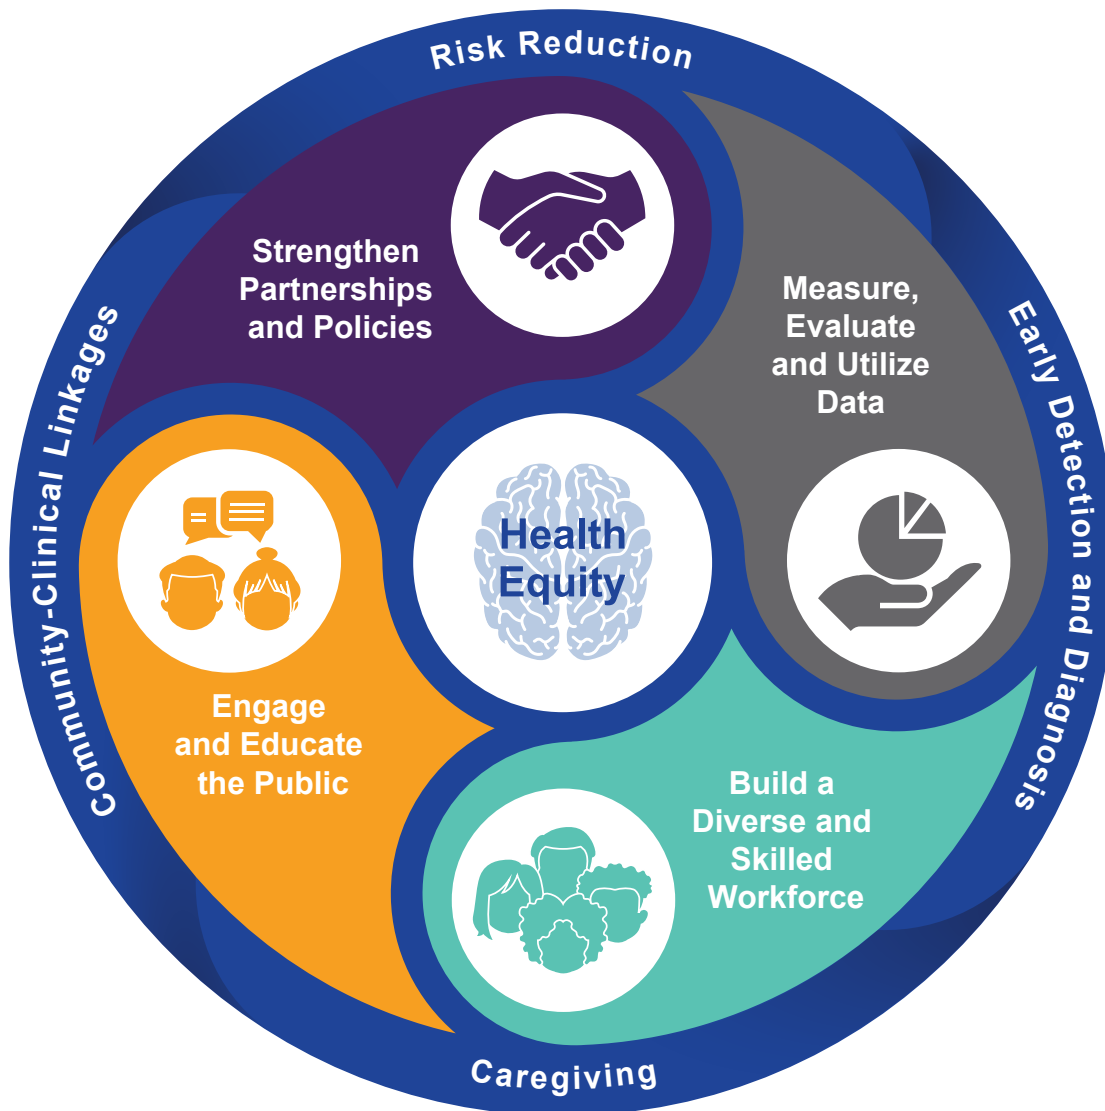 Risk Reduction
Strengthen
Partnerships
and Policies
Measure,
Evaluate
and Utilize
Data
Early Detection and Diagnosis
Community-Clinical Linkages
Health
Equity
Engage
and Educate
the Public
Build a
Diverse and
Skilled
Workforce
Caregiving